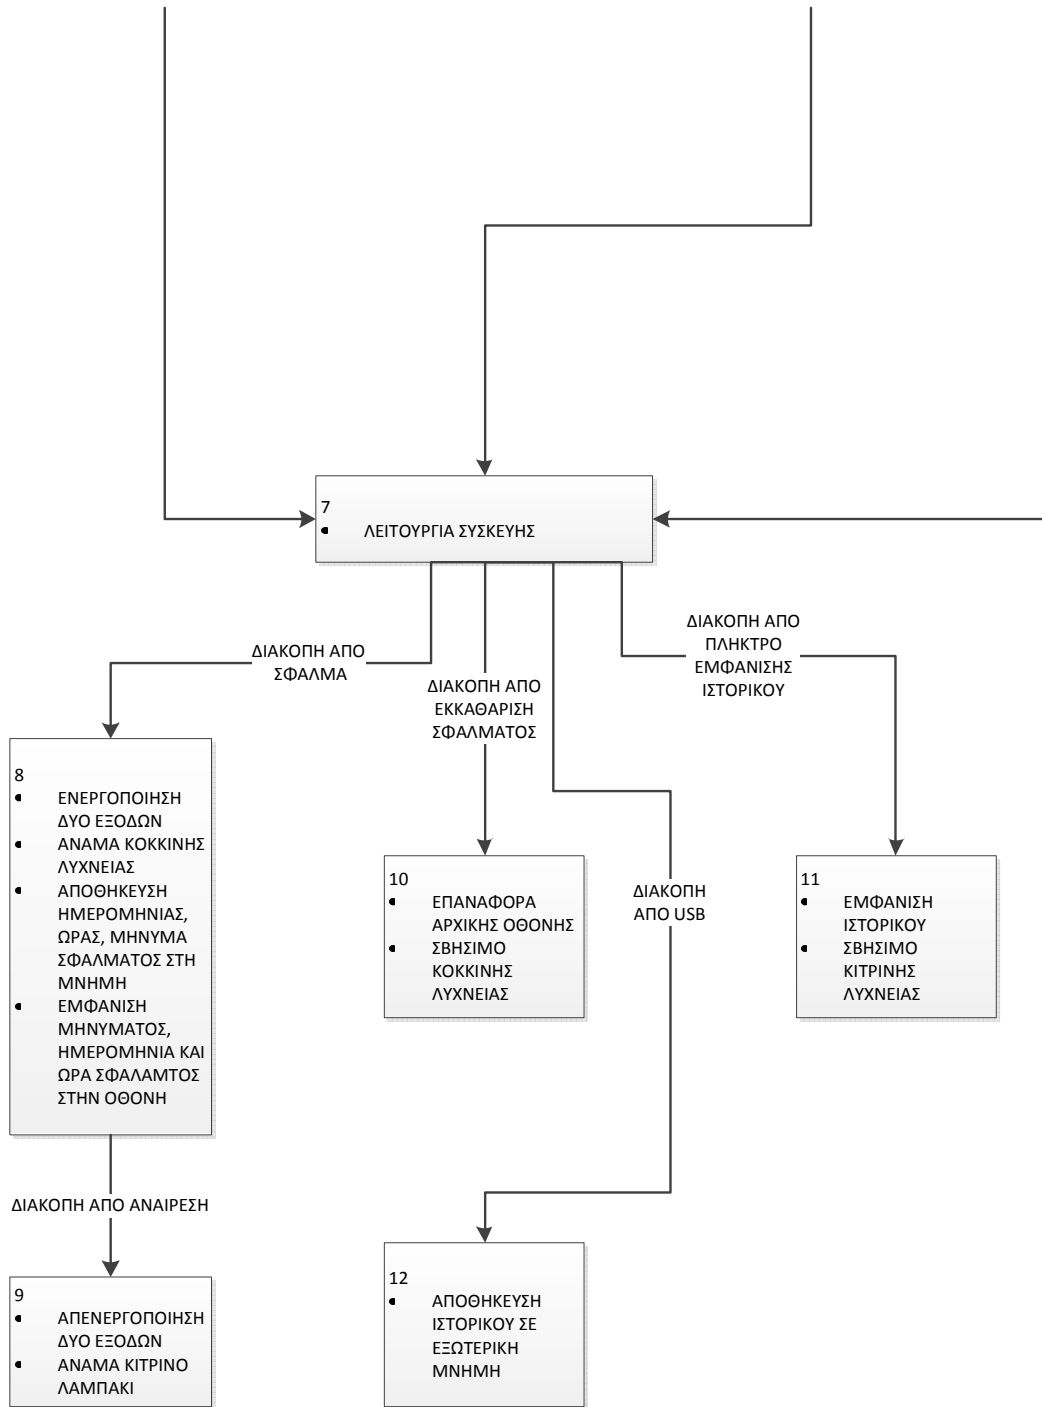 7
• ΛΕΙΤΟΥΡΓΙΑ ΣΥΣΚΕΥΗΣ
ΔΙΑΚΟΠΗ ΑΠΟ
ΣΦΑΛΜΑ
ΔΙΑΚΟΠΗ ΑΠΟ
ΕΚΚΑΘΑΡΙΣΗ
ΣΦΑΛΜΑΤΟΣ
ΔΙΑΚΟΠΗ ΑΠΟ
ΠΛΗΚΤΡΟ
ΕΜΦΑΝΙΣΗΣ
ΙΣΤΟΡΙΚΟΥ
8
• ΕΝΕΡΓΟΠΟΙΗΣΗ
ΔΥΟ ΕΞΟΔΩΝ
• ΑΝΑΜΑ ΚΟΚΚΙΝΗΣ
ΛΥΧΝΕΙΑΣ
• ΑΠΟΘΗΚΕΥΣΗ
ΗΜΕΡΟΜΗΝΙΑΣ,
ΩΡΑΣ, ΜΗΝΥΜΑ
ΣΦΑΛΜΑΤΟΣ ΣΤΗ
ΜΝΗΜΗ
• ΕΜΦΑΝΙΣΗ
ΜΗΝΥΜΑΤΟΣ,
ΗΜΕΡΟΜΗΝΙΑ ΚΑΙ
ΩΡΑ ΣΦΑΛΑΜΤΟΣ
ΣΤΗΝ ΟΘΟΝΗ
10
• ΕΠΑΝΑΦΟΡΑ
ΑΡΧΙΚΗΣ ΟΘΟΝΗΣ
• ΣΒΗΣΙΜΟ
ΚΟΚΚΙΝΗΣ
ΛΥΧΝΕΙΑΣ
ΔΙΑΚΟΠΗ
ΑΠΟ USB
11
• ΕΜΦΑΝΙΣΗ
ΙΣΤΟΡΙΚΟΥ
• ΣΒΗΣΙΜΟ
ΚΙΤΡΙΝΗΣ
ΛΥΧΝΕΙΑΣ
ΔΙΑΚΟΠΗ ΑΠΟ ΑΝΑΙΡΕΣΗ
9
• ΑΠΕΝΕΡΓΟΠΟΙΗΣΗ
ΔΥΟ ΕΞΟΔΩΝ
• ΑΝΑΜΑ ΚΙΤΡΙΝΟ
ΛΑΜΠΑΚΙ
12
• ΑΠΟΘΗΚΕΥΣΗ
ΙΣΤΟΡΙΚΟΥ ΣΕ
ΕΞΩΤΕΡΙΚΗ
ΜΝΗΜΗ